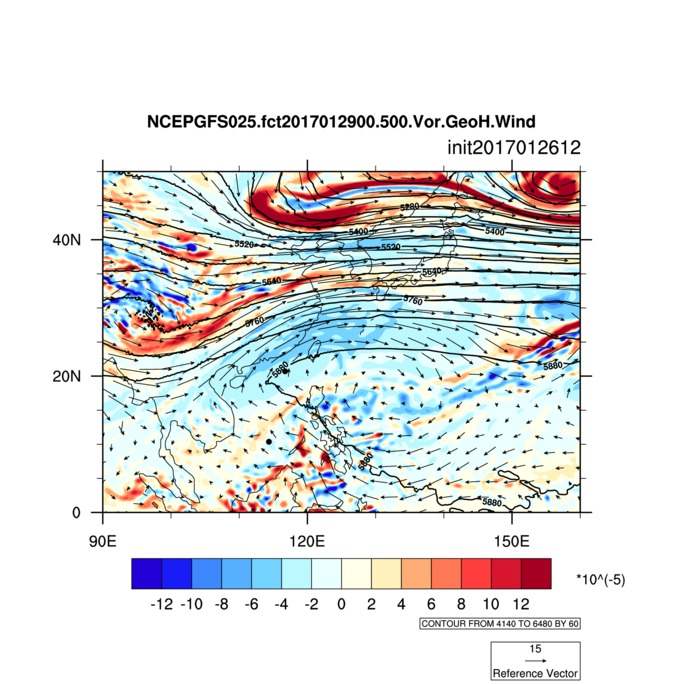 NCEPGFS025.fct2017012900.500.Vor.GeoH.Wind
init2017012612
5280
5400
5400
40N
5520
5520
5640
5640
5760
5760
5880
20N
5880
5880
5880
0
90E 120E 150E
-12 -10 -8 -6 -4 -2 0 2 4 6 8 10 12
*10^(-5)
CONTOUR FROM 4140 TO 6480 BY 60
15
Reference Vector